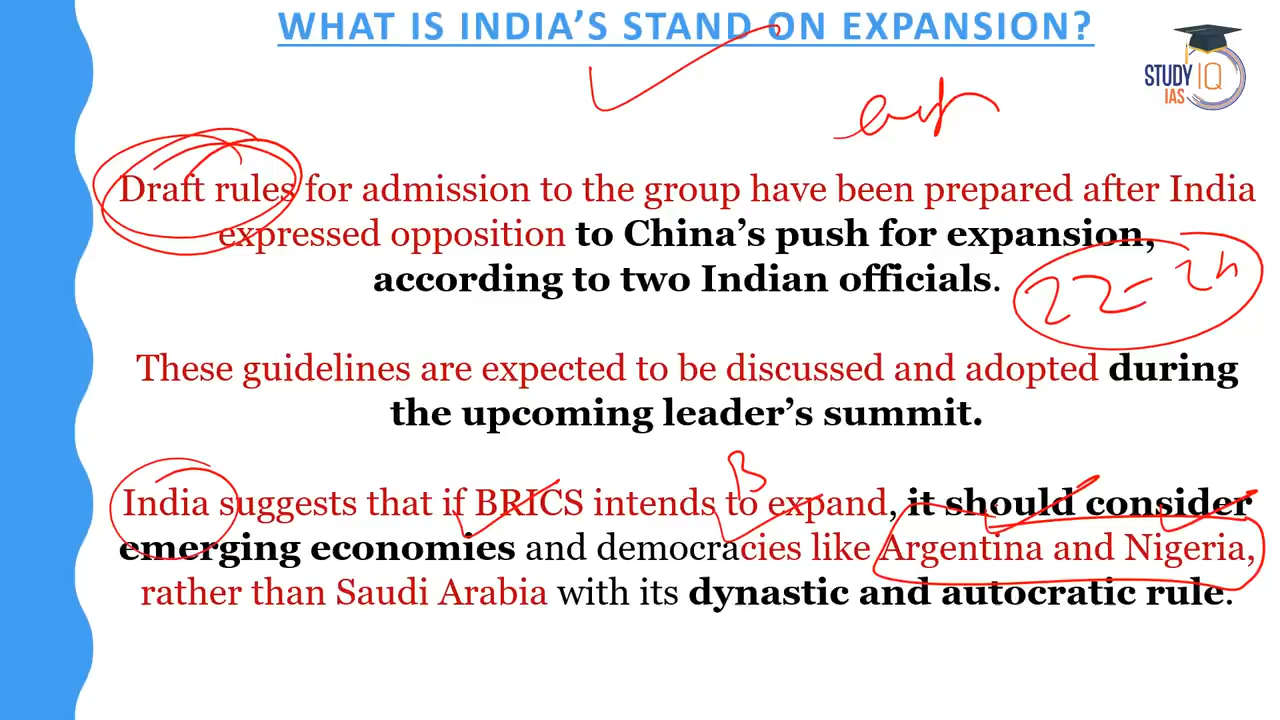 WHAT IS INDIA'S STAND ON EXPANSION?
STUDY IQ
IAS
Draft rules for admission to the group have been prepared after India
expressed opposition to China's push for expansion,
according to two Indian officials.
22 = 24
These guidelines are expected to be discussed and adopted during
the upcoming leader's summit.
B
India suggests that if BRICS intends to expand, it should consider
emerging economies and democracies like Argentina and Nigeria,
rather than Saudi Arabia with its dynastic and autocratic rule.